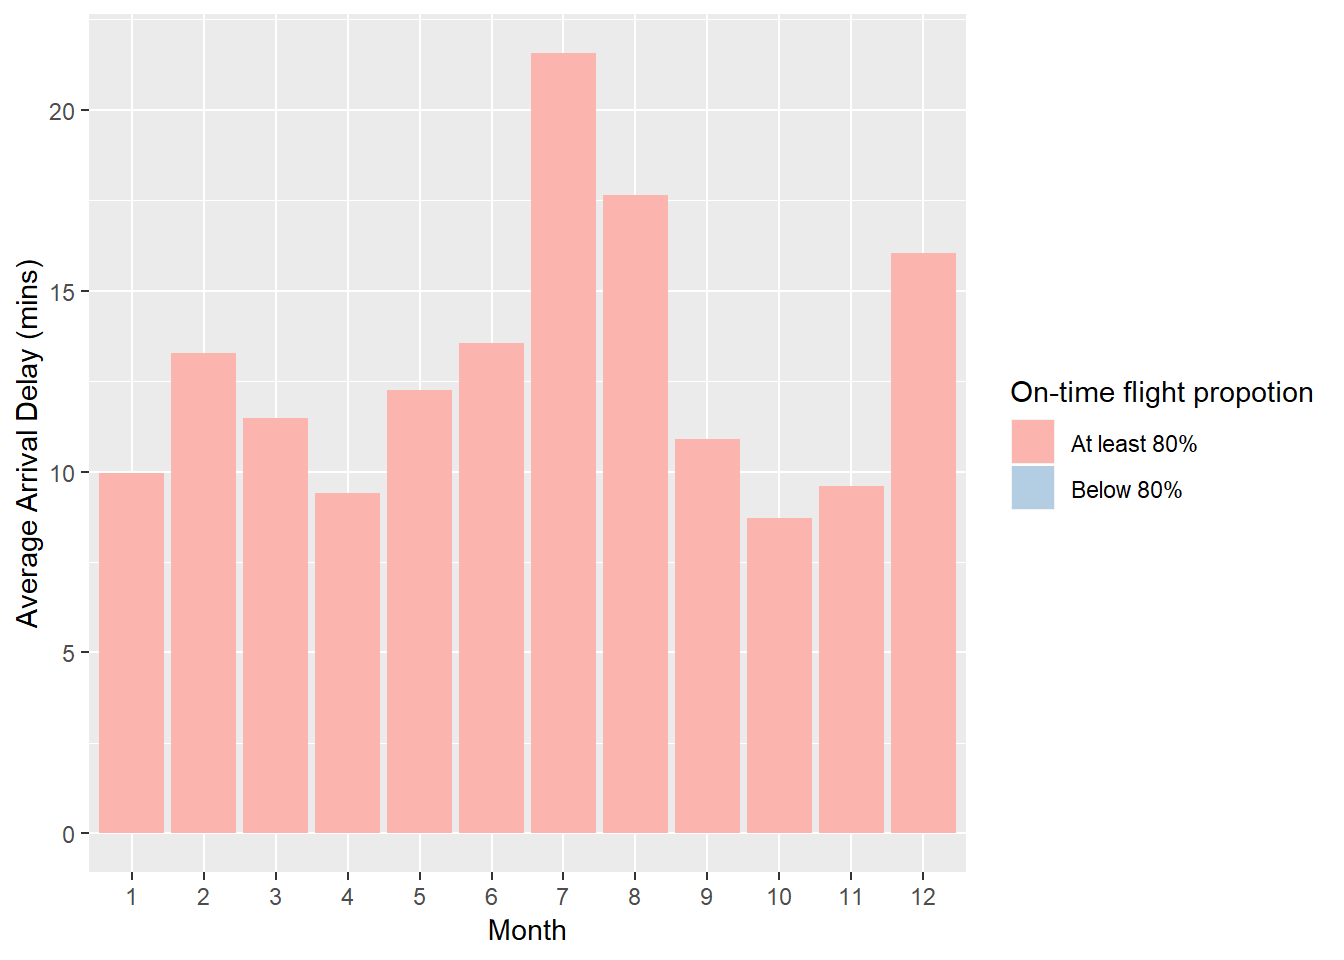 Average Arrival Delay (mins)
20
15
10
5
0
1 2 3 4 5 6 7 8 9 10 11 12
Month
On-time flight propotion
At least 80%
Below 80%